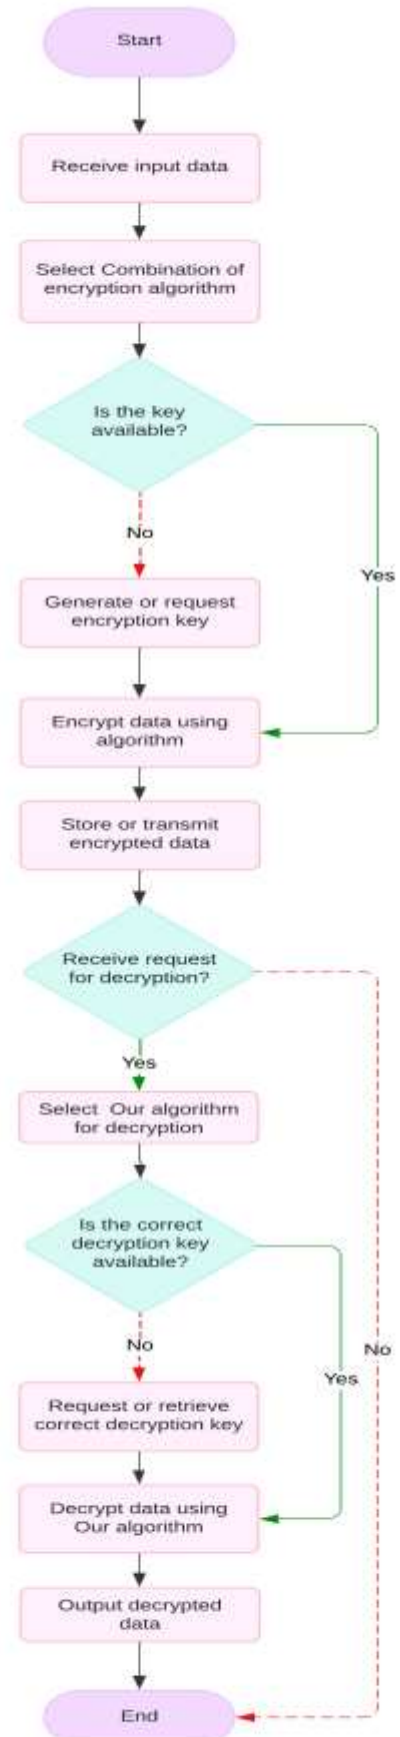 Start
Receive input data
Select Combination of
encryption algorithm
Is the key
available?
No
Yes
Generate or request
encryption key
Encrypt data using
algorithm
Store or transmit
encrypted data
Receive request
for decryption?
Yes
Select Our algorithm
for decryption
Is the correct
decryption key
available?
No
No
Yes
Request or retrieve
correct decryption key
Decrypt data using
Our algorithm
Output decrypted
data
End